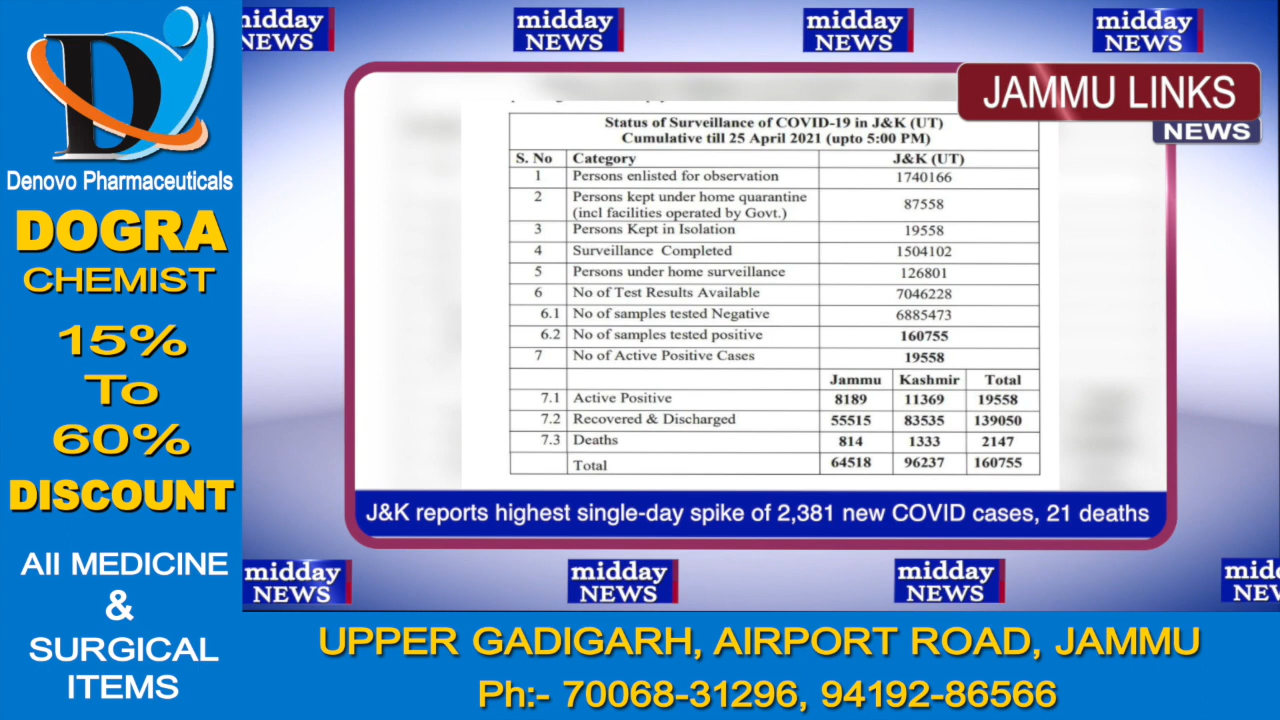 Denovo Pharmaceuticals
DOGRA
CHEMIST
15%
To
60%
DISCOUNT
All MEDICINE
&
SURGICAL
ITEMS
midday
NEWS
midday
NEWS
midday
NEWS
midday
NEWS
JAMMU LINKS
NEWS
Status of Surveillance of COVID-19 in J&K (UT)
Cumulative till 25 April 2021 (upto 5:00 PM)
S. No Category J&K (UT)
1 Persons enlisted for observation 1740166
2 Persons kept under home quarantine (incl facilities operated by Govt.) 87558
3 Persons Kept in Isolation 19558
4 Surveillance Completed 1504102
5 Persons under home surveillance 126801
6 No of Test Results Available 7046228
6.1 No of samples tested Negative 6885473
6.2 No of samples tested positive 160755
7 No of Active Positive Cases 19558
Jammu Kashmir Total
7.1 Active Positive 8189 11369 19558
7.2 Recovered & Discharged 55515 83535 139050
7.3 Deaths 814 1333 2147
Total 64518 96237 160755
J&K reports highest single-day spike of 2,381 new COVID cases, 21 deaths
midday
NEWS
midday
NEWS
midday
NEWS
UPPER GADIGARH, AIRPORT ROAD, JAMMU
Ph:- 70068-31296, 94192-86566